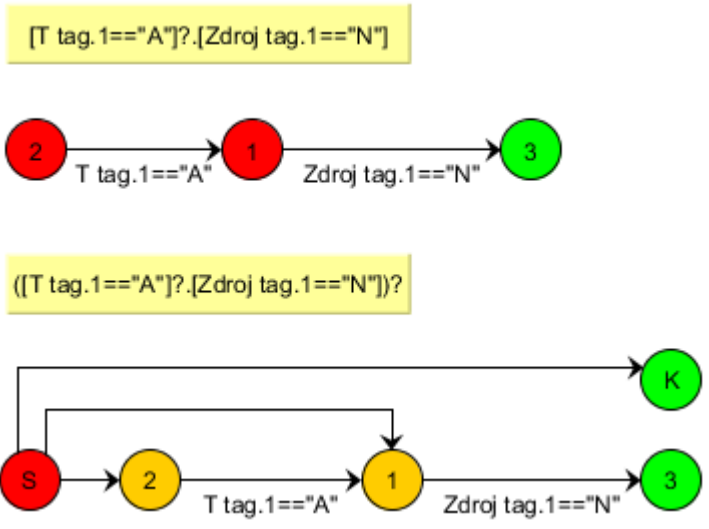 [T tag.1=="A"]?.[Zdroj tag.1=="N"]
2 1 3
T tag.1=="A" Zdroj tag.1=="N"
([T tag.1=="A"]?.[Zdroj tag.1=="N"])?
K
S 2 1 3
T tag.1=="A" Zdroj tag.1=="N"